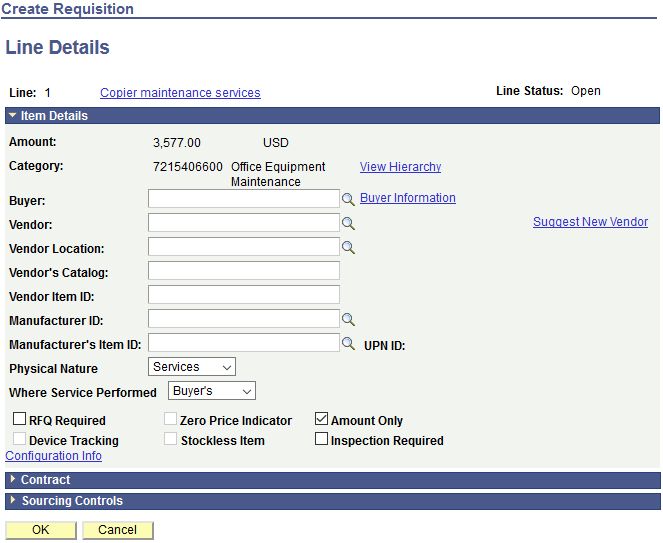 Create Requisition
Line Details
Line: 1 Copier maintenance services Line Status: Open
Item Details
Amount: 3,577.00 USD
Category: 7215406600 Office Equipment Maintenance View Hierarchy
Buyer: Buyer Information
Vendor: Suggest New Vendor
Vendor Location:
Vendor's Catalog:
Vendor Item ID:
Manufacturer ID:
Manufacturer's Item ID: UPN ID:
Physical Nature Services
Where Service Performed Buyer's
RFQ Required Zero Price Indicator Amount Only
Device Tracking Stockless Item Inspection Required
Configuration Info
Contract
Sourcing Controls
OK Cancel